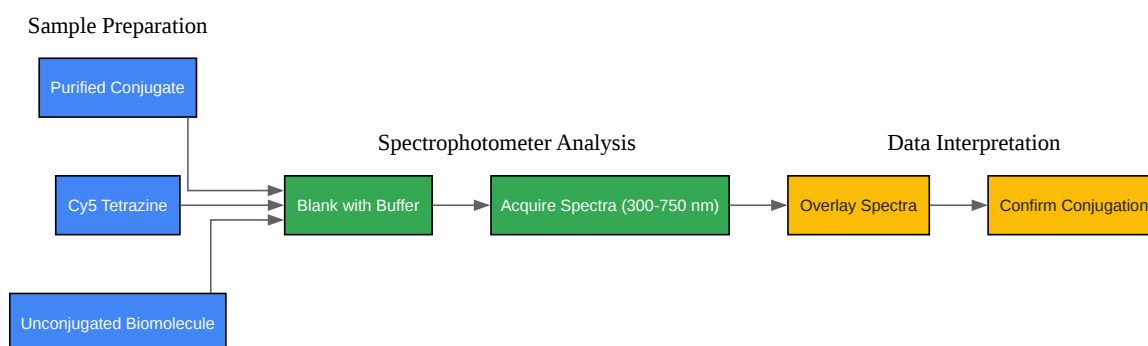 Sample Preparation
Purified Conjugate
Spectrophotometer Analysis
Data Interpretation
Cy5 Tetrazine
Blank with Buffer
Acquire Spectra (300-750 nm)
Overlay Spectra
Confirm Conjugation
Unconjugated Biomolecule